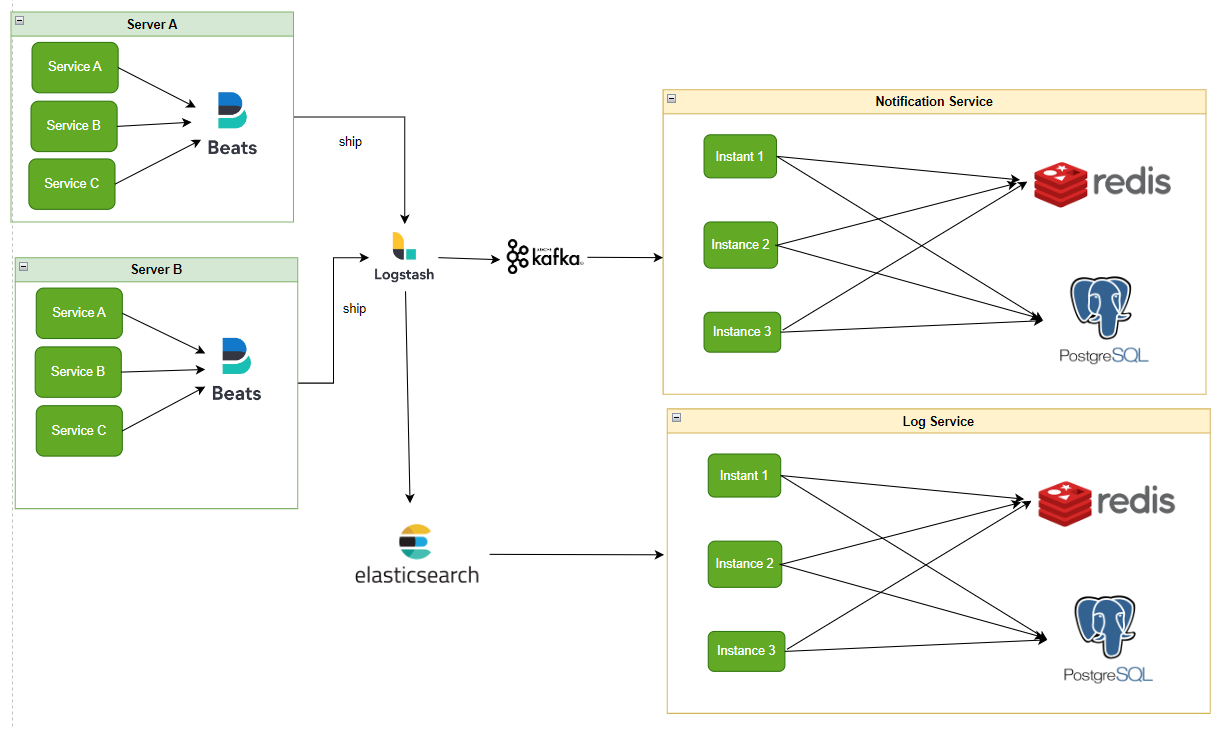 Server A
Service A
Service B
Service C
Beats
ship
Server B
Service A
Service B
Service C
Beats
ship
Logstash
kafka
elasticsearch
Notification Service
Instant 1
Instance 2
Instance 3
redis
PostgreSQL
Log Service
Instant 1
Instance 2
Instance 3
redis
PostgreSQL